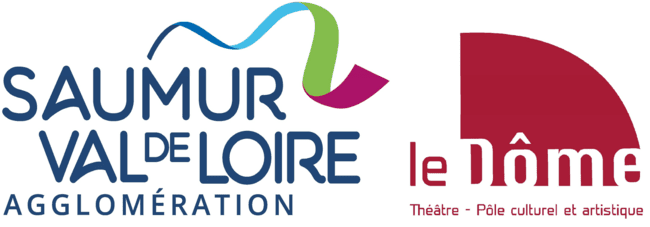 SAUMUR
VAL DE LOIRE
AGGLOMÉRATION
le Dôme
Théâtre - Pôle culturel et artistique